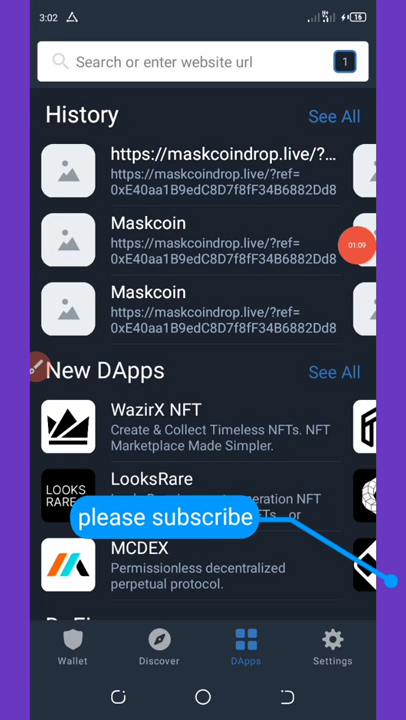 3:02
16
Search or enter website url
1
History
See All
https://maskcoindrop.live/?...
https://maskcoindrop.live/?ref=
0xE40aa1B9edC8D7f8fF34B6882Dd8
Maskcoin
https://maskcoindrop.live/?ref=
0xE40aa1B9edC8D7f8fF34B6882Dd8
01:09
Maskcoin
https://maskcoindrop.live/?ref=
0xE40aa1B9edC8D7f8fF34B6882Dd8
New DApps
See All
WazirX NFT
Create & Collect Timeless NFTs. NFT
Marketplace Made Simpler.
LOOKS
RARE
LooksRare
NFT
or
please subscribe
MCDEX
Permissionless decentralized
perpetual protocol.
Wallet
Discover
DApps
Settings